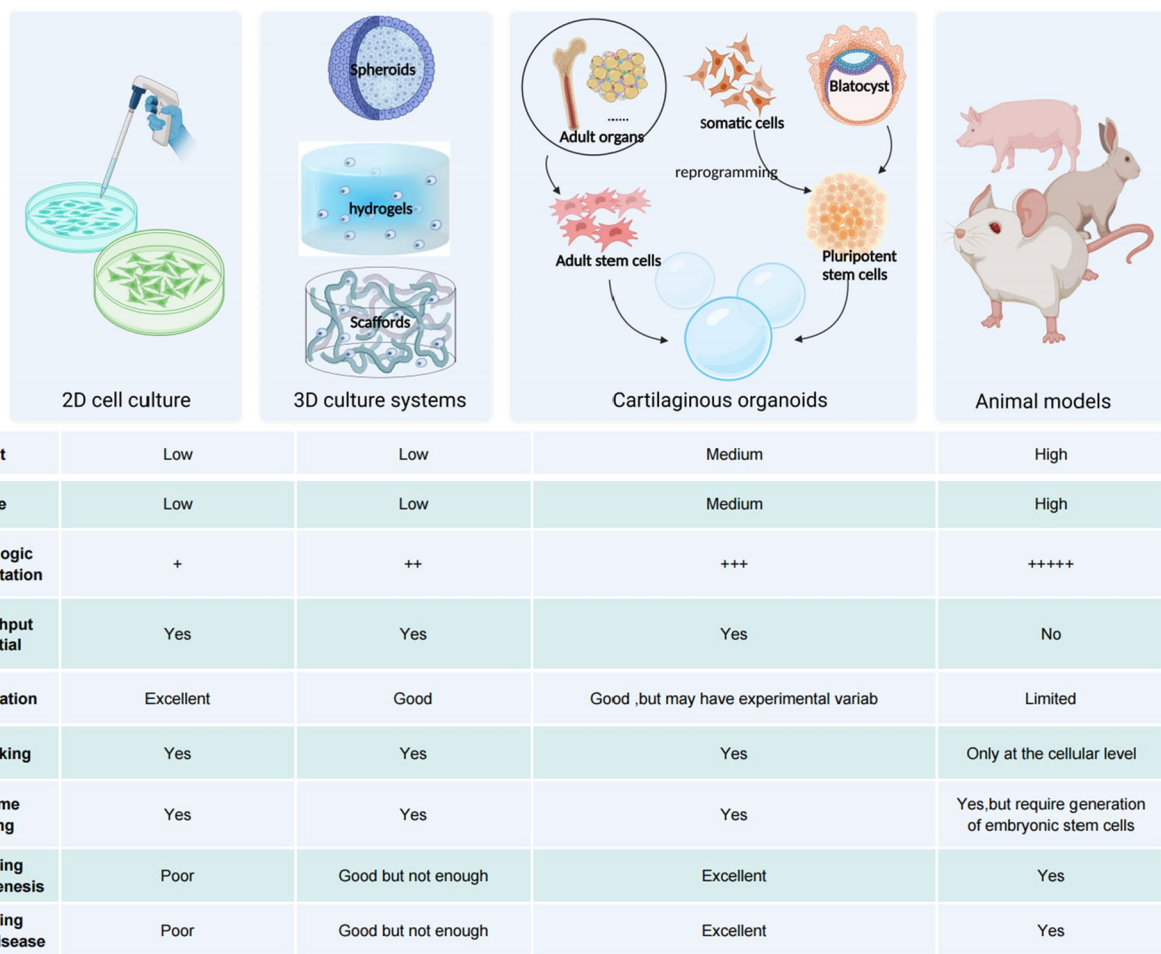 Spheroids
hydrogels
Scaffords
2D cell culture
3D culture systems
Adult organs
......
somatic cells
Blatocyst
reprogramming
Adult stem cells
Pluripotent
stem cells
Cartilaginous organoids
Animal models
t Low Low Medium High
e Low Low Medium High
ogic
tation
+ ++ +++ +++++
hput
tial
Yes Yes Yes No
ation Excellent Good Good ,but may have experimental variab Limited
king Yes Yes Yes Only at the cellular level
me
ng
Yes Yes Yes
Yes,but require generation
of embryonic stem cells
ing
enesis
Poor Good but not enough Excellent Yes
ing
isease
Poor Good but not enough Excellent Yes